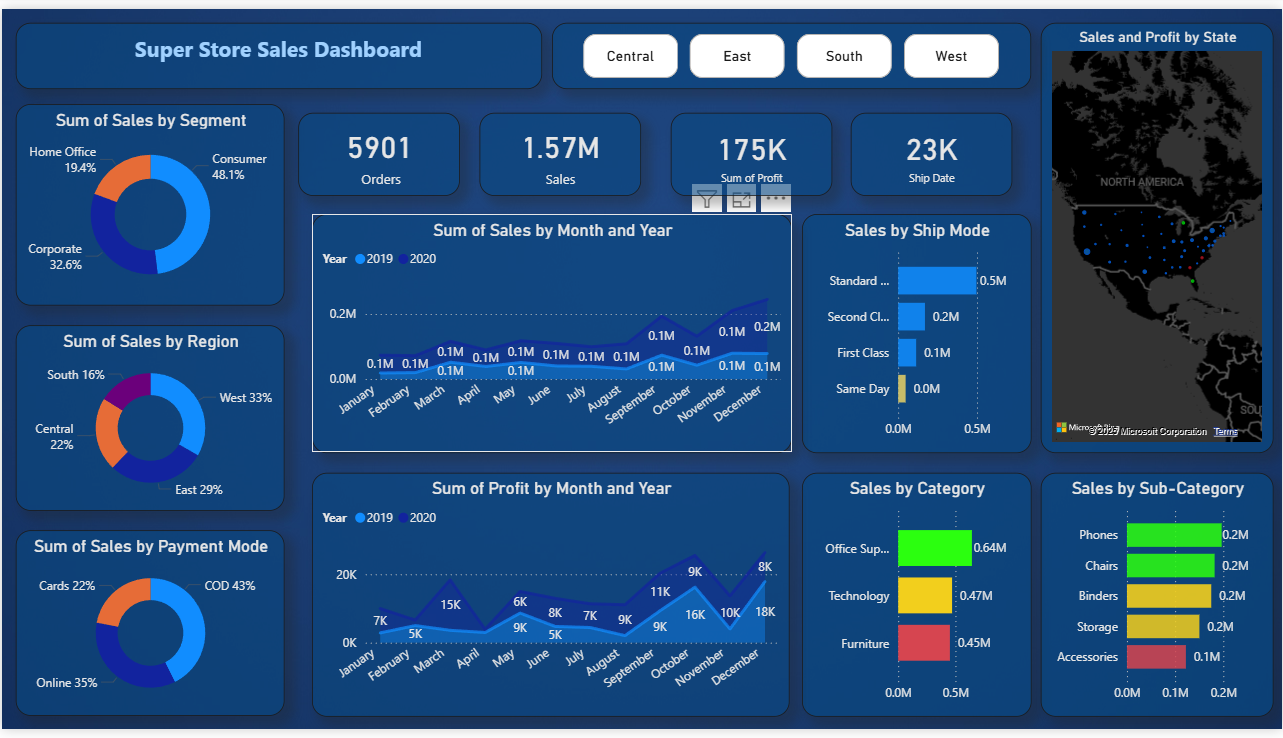 Super Store Sales Dashboard
Central
East
South
West
Sales and Profit by State
NORTH AMERICA
SOU
© 2025 Microsoft Corporation Terms
Sum of Sales by Segment
Home Office
19.4%
Consumer
48.1%
Corporate
32.6%
5901
Orders
1.57M
Sales
175K
Sum of Profit
23K
Ship Date
Sum of Sales by Month and Year
Year 2019 2020
0.2M
0.0M
0.1M 0.1M 0.1M 0.1M 0.1M 0.1M 0.1M 0.1M 0.1M 0.1M 0.1M 0.2M
0.1M 0.1M 0.1M 0.1M 0.1M
January
February
March
April
May
June
July
August
September
October
November
December
Sales by Ship Mode
Standard ... 0.5M
Second Cl... 0.2M
First Class 0.1M
Same Day 0.0M
0.0M 0.5M
Sum of Sales by Region
South 16%
West 33%
Central
22%
East 29%
Sum of Sales by Payment Mode
Cards 22%
COD 43%
Online 35%
Sum of Profit by Month and Year
Year 2019 2020
20K
0K
7K 15K 6K 8K 7K 9K 11K 9K 10K 8K
5K 9K 5K 9K 16K 18K
January
February
March
April
May
June
July
August
September
October
November
December
Sales by Category
Office Sup... 0.64M
Technology 0.47M
Furniture 0.45M
0.0M 0.5M
Sales by Sub-Category
Phones 0.2M
Chairs 0.2M
Binders 0.2M
Storage 0.2M
Accessories 0.1M
0.0M 0.1M 0.2M